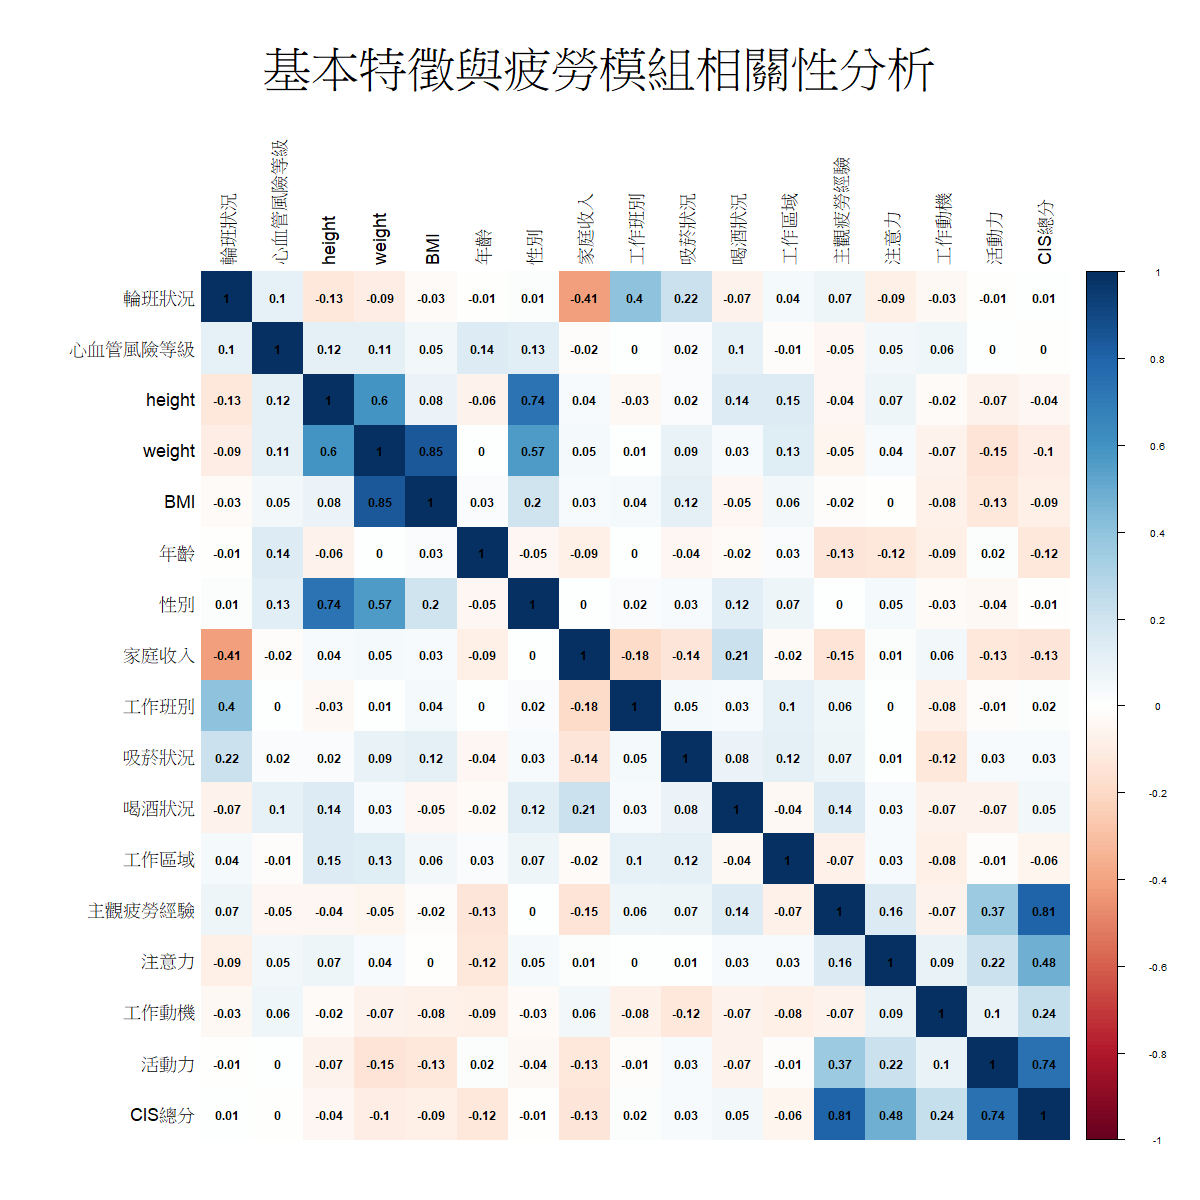 基本特徵與疲勞模組相關性分析
輪班狀況 心血管風險等級 height weight BMI 年齡 性別 家庭收入 工作班別 吸菸狀況 喝酒狀況 工作區域 主觀疲勞經驗 注意力 工作動機 活動力 CIS總分
輪班狀況 1 0.1 -0.13 -0.09 -0.03 -0.01 0.01 -0.41 0.4 0.22 -0.07 0.04 0.07 -0.09 -0.03 -0.01 0.01
心血管風險等級 0.1 1 0.12 0.11 0.05 0.14 0.13 -0.02 0 0.02 0.1 -0.01 -0.05 0.05 0.06 0 0
height -0.13 0.12 1 0.6 0.08 -0.06 0.74 0.04 -0.03 0.02 0.14 0.15 -0.04 0.07 -0.02 -0.07 -0.04
weight -0.09 0.11 0.6 1 0.85 0 0.57 0.05 0.01 0.09 0.03 0.13 -0.05 0.04 -0.07 -0.15 -0.1
BMI -0.03 0.05 0.08 0.85 1 0.03 0.2 0.03 0.04 0.12 -0.05 0.06 -0.02 0 -0.08 -0.13 -0.09
年齡 -0.01 0.14 -0.06 0 0.03 1 -0.05 -0.09 0 -0.04 -0.02 0.03 -0.13 -0.12 -0.09 0.02 -0.12
性別 0.01 0.13 0.74 0.57 0.2 -0.05 1 0 0.02 0.03 0.12 0.07 0 0.05 -0.03 -0.04 -0.01
家庭收入 -0.41 -0.02 0.04 0.05 0.03 -0.09 0 1 -0.18 -0.14 0.21 -0.02 -0.15 0.01 0.06 -0.13 -0.13
工作班別 0.4 0 -0.03 0.01 0.04 0 0.02 -0.18 1 0.05 0.03 0.1 0.06 0 -0.08 -0.01 0.02
吸菸狀況 0.22 0.02 0.02 0.09 0.12 -0.04 0.03 -0.14 0.05 1 0.08 0.12 0.07 0.01 -0.12 0.03 0.03
喝酒狀況 -0.07 0.1 0.14 0.03 -0.05 -0.02 0.12 0.21 0.03 0.08 1 -0.04 0.14 0.03 -0.07 -0.07 0.05
工作區域 0.04 -0.01 0.15 0.13 0.06 0.03 0.07 -0.02 0.1 0.12 -0.04 1 -0.07 0.03 -0.08 -0.01 -0.06
主觀疲勞經驗 0.07 -0.05 -0.04 -0.05 -0.02 -0.13 0 -0.15 0.06 0.07 0.14 -0.07 1 0.16 -0.07 0.37 0.81
注意力 -0.09 0.05 0.07 0.04 0 -0.12 0.05 0.01 0 0.01 0.03 0.03 0.16 1 0.09 0.22 0.48
工作動機 -0.03 0.06 -0.02 -0.07 -0.08 -0.09 -0.03 0.06 -0.08 -0.12 -0.07 -0.08 -0.07 0.09 1 0.1 0.24
活動力 -0.01 0 -0.07 -0.15 -0.13 0.02 -0.04 -0.13 -0.01 0.03 -0.07 -0.01 0.37 0.22 0.1 1 0.74
CIS總分 0.01 0 -0.04 -0.1 -0.09 -0.12 -0.01 -0.13 0.02 0.03 0.05 -0.06 0.81 0.48 0.24 0.74 1
1
0.8
0.6
0.4
0.2
0
-0.2
-0.4
-0.6
-0.8
-1